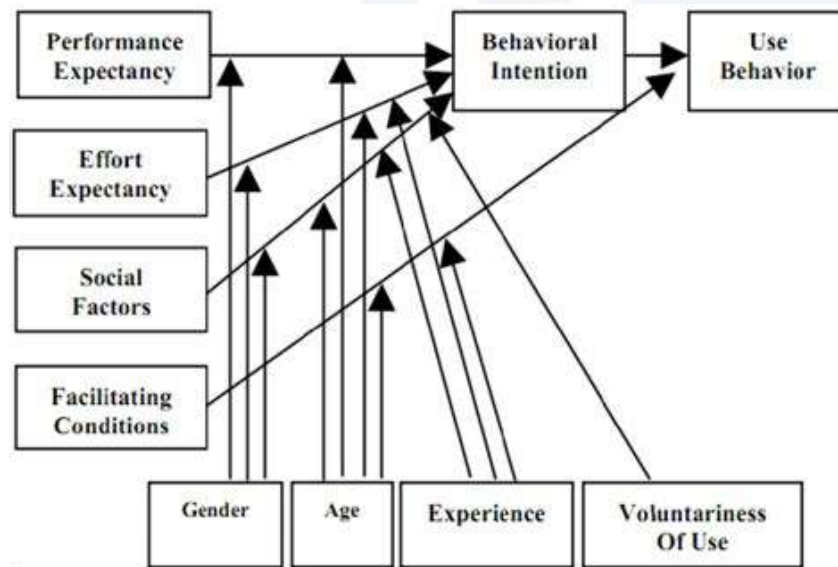 Performance
Expectancy
Behavioral
Intention
Use
Behavior
Effort
Expectancy
Social
Factors
Facilitating
Conditions
Gender
Age
Experience
Voluntariness
Of Use